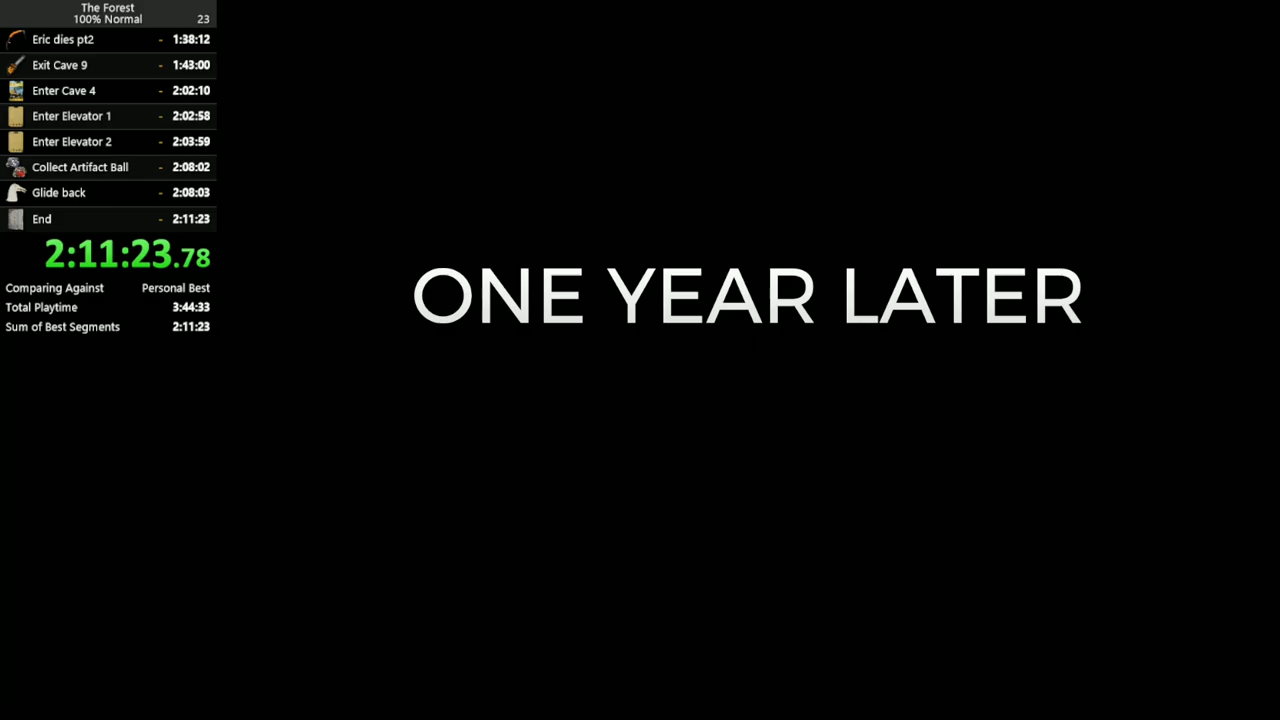 The Forest
100% Normal 23
Eric dies pt2 - 1:38:12
Exit Cave 9 - 1:43:00
Enter Cave 4 - 2:02:10
Enter Elevator 1 - 2:02:58
Enter Elevator 2 - 2:03:59
Collect Artifact Ball - 2:08:02
Glide back - 2:08:03
End - 2:11:23
2:11:23.78
Comparing Against Personal Best
Total Playtime 3:44:33
Sum of Best Segments 2:11:23
ONE YEAR LATER